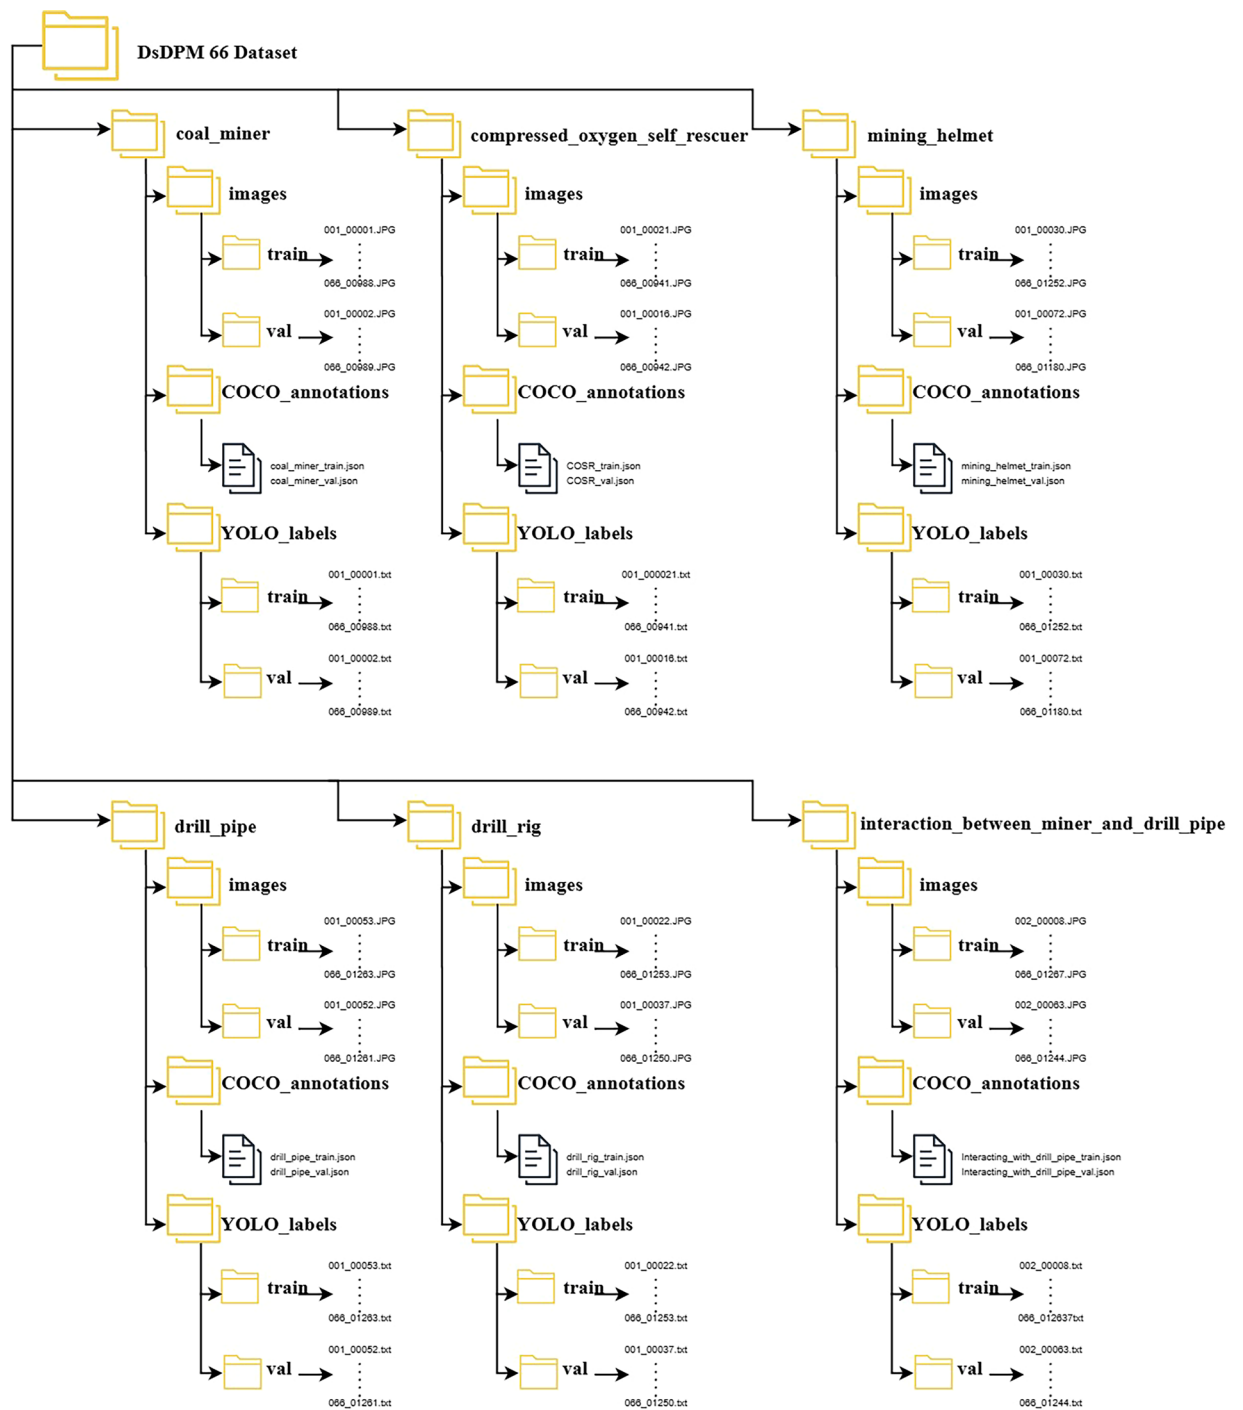 DsDPM 66 Dataset
coal_miner
images
train
001_00001.JPG
066_00988.JPG
val
001_00002.JPG
066_00989.JPG
COCO_annotations
coal_miner_train.json
coal_miner_val.json
YOLO_labels
train
001_00001.txt
066_00988.txt
val
001_00002.txt
066_00989.txt
compressed_oxygen_self_rescuer
images
train
001_00021.JPG
066_00941.JPG
val
001_00016.JPG
066_00942.JPG
COCO_annotations
COSR_train.json
COSR_val.json
YOLO_labels
train
001_000021.txt
066_00941.txt
val
001_00016.txt
066_00942.txt
mining_helmet
images
train
001_00030.JPG
066_01252.JPG
val
001_00072.JPG
066_01180.JPG
COCO_annotations
mining_helmet_train.json
mining_helmet_val.json
YOLO_labels
train
001_00030.txt
066_01252.txt
val
001_00072.txt
066_01180.txt
drill_pipe
images
train
001_00053.JPG
066_01263.JPG
val
001_00052.JPG
066_01261.JPG
COCO_annotations
drill_pipe_train.json
drill_pipe_val.json
YOLO_labels
train
001_00053.txt
066_01263.txt
val
001_00052.txt
066_01261.txt
drill_rig
images
train
001_00022.JPG
066_01253.JPG
val
001_00037.JPG
066_01250.JPG
COCO_annotations
drill_rig_train.json
drill_rig_val.json
YOLO_labels
train
001_00022.txt
066_01253.txt
val
001_00037.txt
066_01250.txt
interaction_between_miner_and_drill_pipe
images
train
002_00008.JPG
066_01267.JPG
val
002_00063.JPG
066_01244.JPG
COCO_annotations
Interacting_with_drill_pipe_train.json
Interacting_with_drill_pipe_val.json
YOLO_labels
train
002_00008.txt
066_012637txt
val
002_00063.txt
066_01244.txt